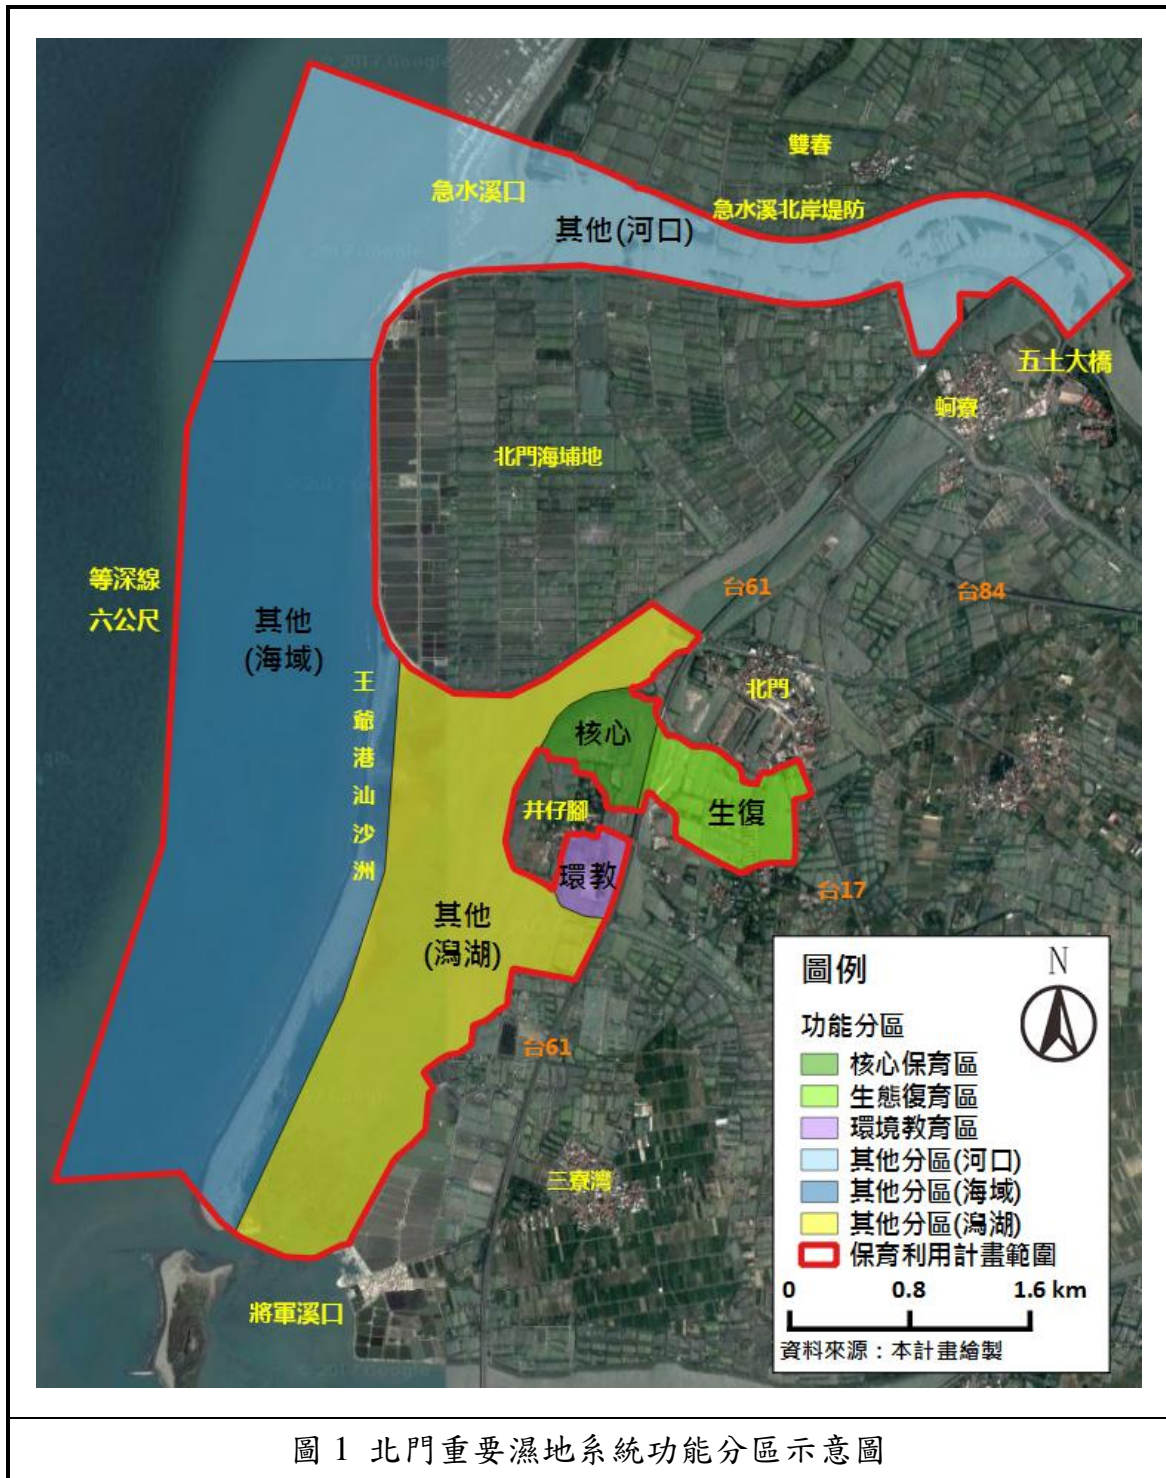 © 2017 Google
雙春
急水溪口
急水溪北岸堤防
其他(河口)
五土大橋
蚵寮
北門海埔地
等深線
六公尺
台61
台84
其他
(海域)
王爺港汕沙洲
北門
核心
井仔腳
生復
環教
台17
其他
(潟湖)
台61
三寮灣
將軍溪口
圖例
N
功能分區
核心保育區
生態復育區
環境教育區
其他分區(河口)
其他分區(海域)
其他分區(潟湖)
保育利用計畫範圍
0 0.8 1.6 km
資料來源：本計畫繪製
圖 1 北門重要濕地系統功能分區示意圖